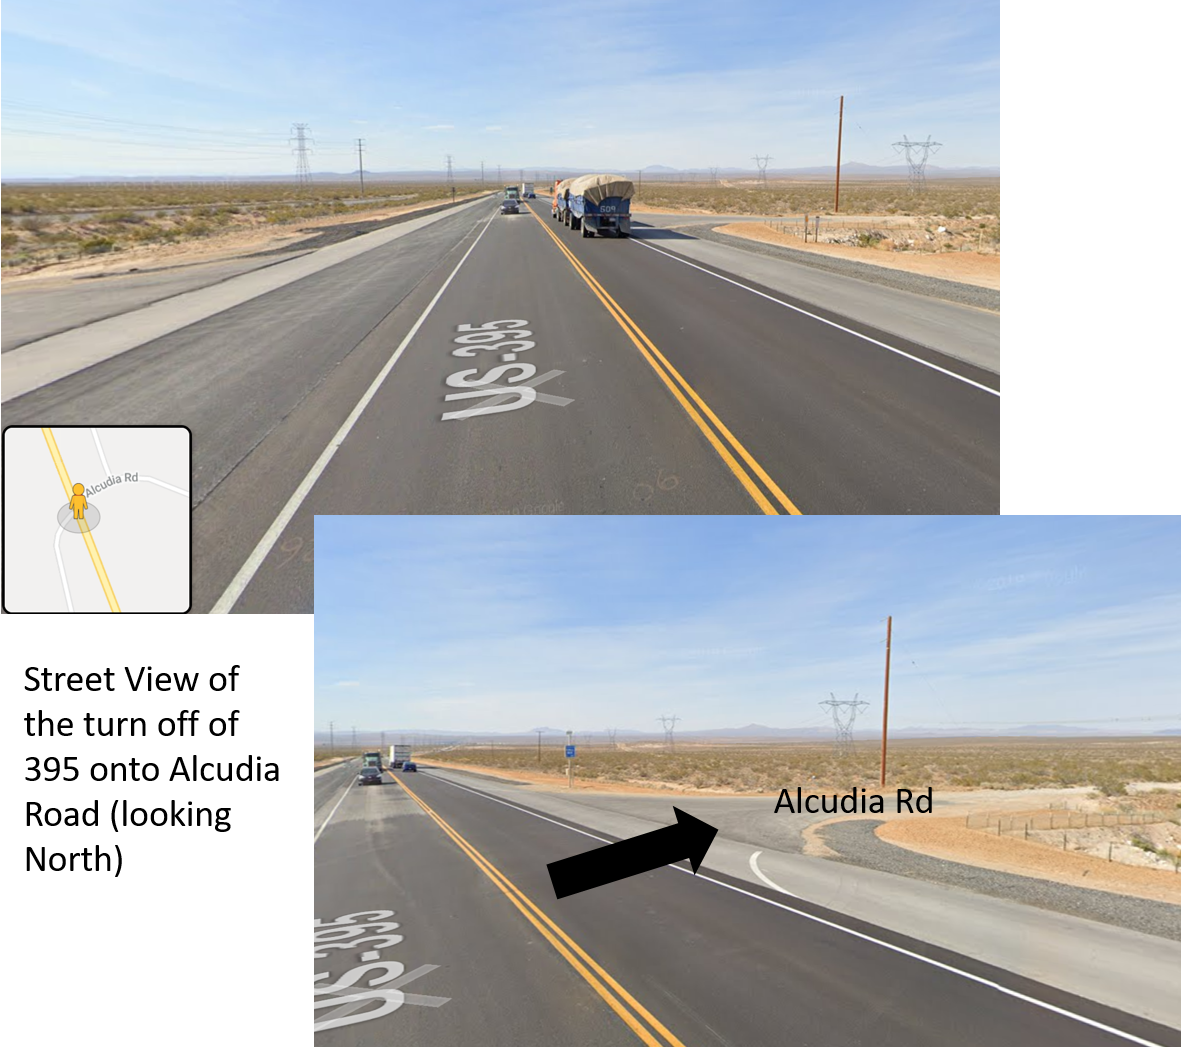 609
US-395
Alcudia Rd
Street View of
the turn off of
395 onto Alcudia
Road (looking
North)
Alcudia Rd
US-395